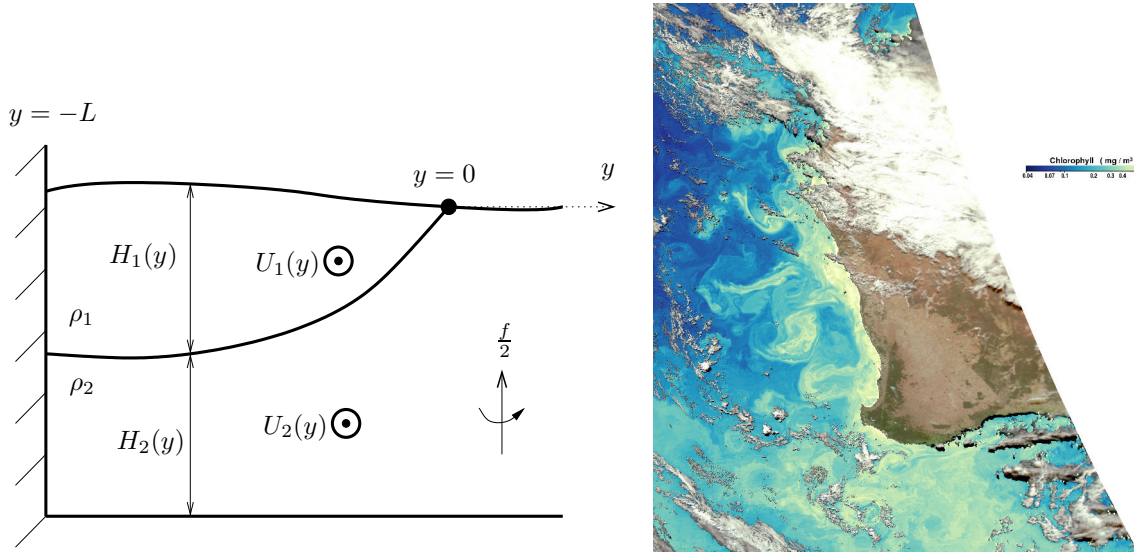 y = −L
y
y = 0
H₁(y)
U₁(y)
ρ₁
f/2
ρ₂
U₂(y)
H₂(y)
Chlorophyll ( mg / m³
0.04 0.07 0.1 0.2 0.3 0.4